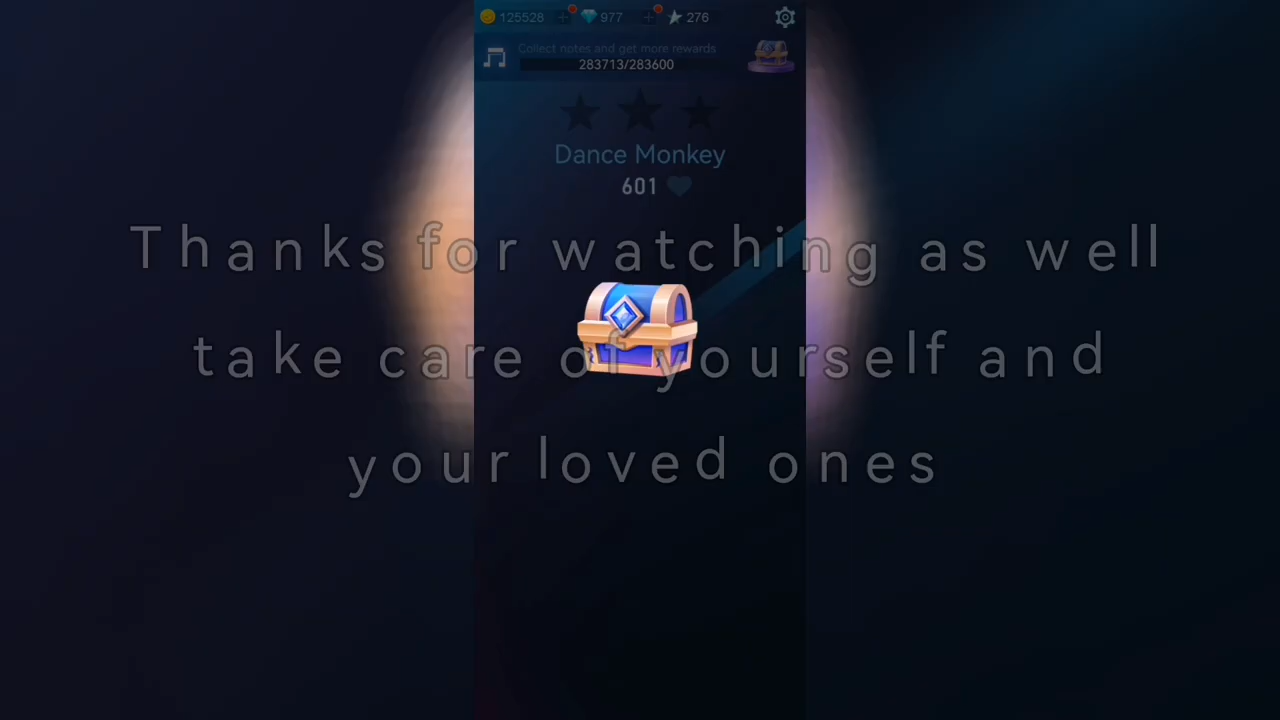 125528 977 276
Collect notes and get more rewards
283713/283600
Dance Monkey
601
Thanks for watching as well
take care of yourself and
your loved ones